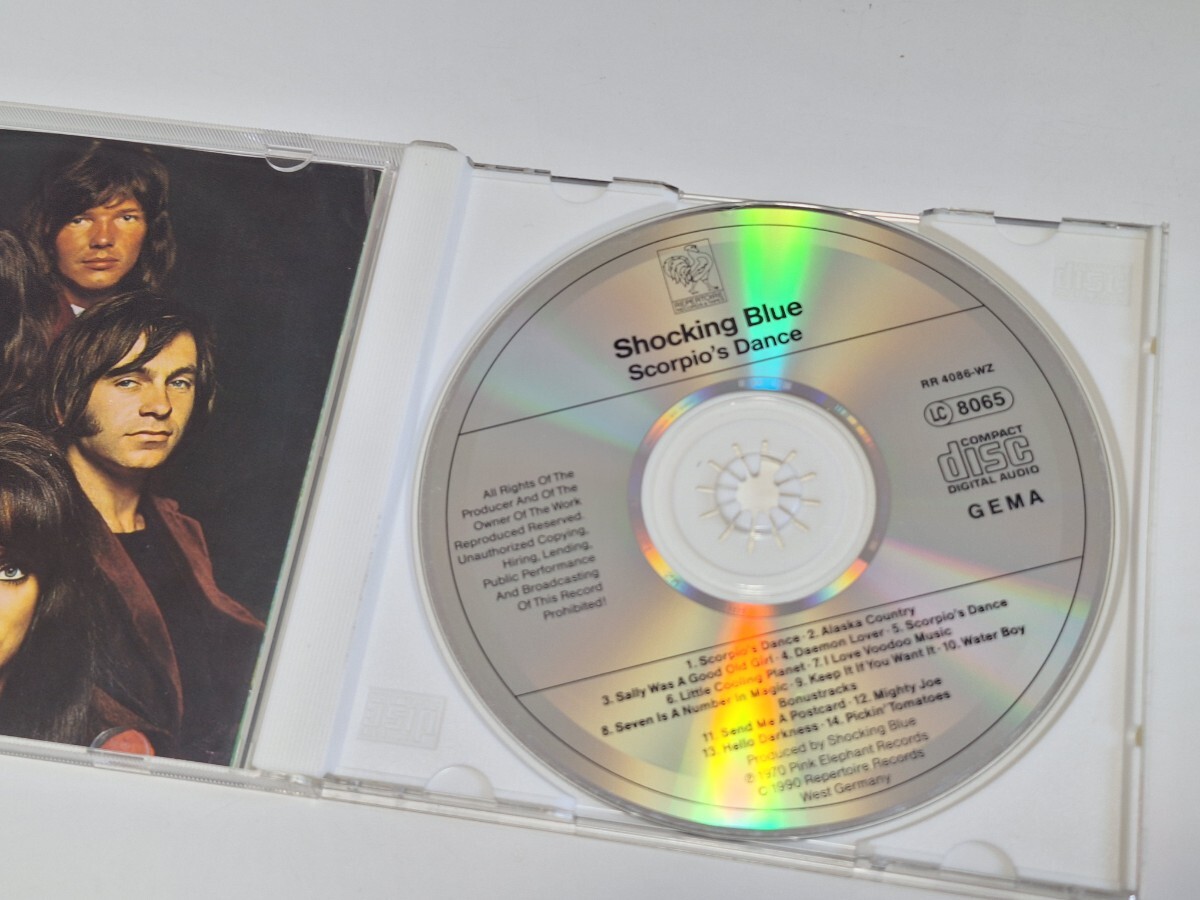 REPERTOIRE
RECORDS
Shocking Blue
Scorpio's Dance
RR 4086-WZ
LC 8065
COMPACT
disc
DIGITAL AUDIO
GEMA
All Rights Of The
Producer And Of The
Owner Of The Work
Reproduced Reserved.
Unauthorized Copying,
Hiring, Lending,
Public Performance
And Broadcasting
Of This Record
Prohibited!
1. Scorpio's Dance · 2. Alaska Country
3. Sally Was A Good Old Girl · 4. Daemon Lover · 5. Scorpio's Dance
6. Little Cooling Planet · 7. I Love Voodoo Music
8. Seven Is A Number In Magic · 9. Keep It If You Want It · 10. Water Boy
Bonustracks
11. Send Me A Postcard · 12. Mighty Joe
13. Hello Darkness · 14. Pickin' Tomatoes
Produced by Shocking Blue
℗ 1970 Pink Elephant Records
C 1990 Repertoire Records
West Germany